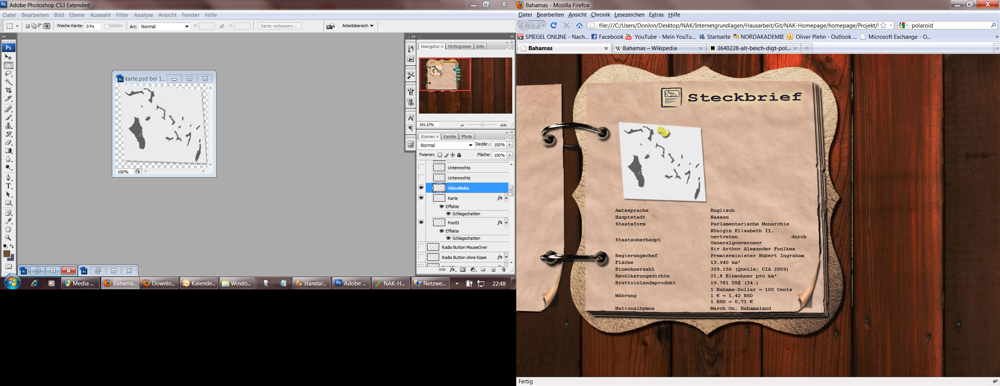 Adobe Photoshop CS3 Extended
Datei Bearbeiten Bild Ebene Auswahl Filter Analyse Ansicht Fenster Hilfe
Weiche Kante: 0 Px Glätten Art: Normal B: H: Kante verbessern... Arbeitsbereich
Ps
karte.psd bei 1...
100%
Navigator Histogramm Info
101.12%
Ebenen Kanäle Pfade
Normal Deckkr.: 100%
Fixieren: Fläche: 100%
Untenrechts
Untenrechts
Obenlinks
Karte fx
Effekte
Schlagschatten
PostIt fx
Effekte
Schlagschatten
Radio Button MouseOver
Radio Button ohne Kopie fx
Media ... Bahama... Downlo... Kalende... Windo... standar... Adobe ... NAK-H... Netzwe... 22:48
Bahamas - Mozilla Firefox
Datei Bearbeiten Ansicht Chronik Lesezeichen Extras Hilfe
file:///C:/Users/DonJon/Desktop/NAK/Internetgrundlagen/Hausarbeit/Git/NAK-Homepage/homepage/Projekt/ polaroid
SPIEGEL ONLINE - Nach... Facebook YouTube - Mein YouTu... Startseite NORDAKADEMIE Oliver Plehn - Outlook ... Microsoft Exchange - O... »
Bahamas Bahamas – Wikipedia 3640228-alt-besch-digt-pol...
Steckbrief
Amtssprache Englisch
Hauptstadt Nassau
Staatsform Parlamentarische Monarchie
Staatsoberhaupt Königin Elisabeth II.
vertreten durch
Generalgouverneur
Sir Arthur Alexander Foulkes
Regierungschef Premierminister Hubert Ingraham
Fläche 13.940 km²
Einwohnerzahl 309.156 (Quelle: CIA 2009)
Bevölkerungsdichte 21,8 Einwohner pro km²
Bruttoinlandsprodukt 19.781 US$ (34.)
Währung 1 Bahama-Dollar = 100 Cents
1 € = 1,42 BSD
1 BSD = 0,71 €
Nationalhymne March On, Bahamaland
Fertig